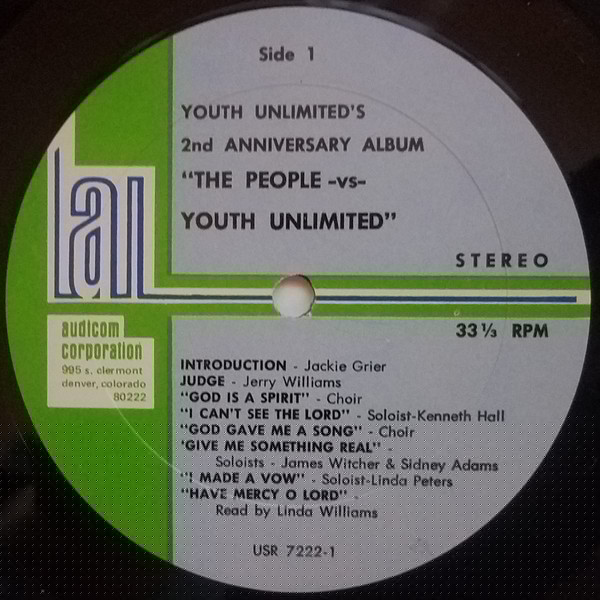 Side 1
YOUTH UNLIMITED'S
2nd ANNIVERSARY ALBUM
"THE PEOPLE -vs-
YOUTH UNLIMITED"
STEREO
lal
audicom
corporation
995 s. clermont
denver, colorado
80222
33 1/3 RPM
INTRODUCTION - Jackie Grier
JUDGE - Jerry Williams
"GOD IS A SPIRIT" - Choir
"I CAN'T SEE THE LORD" - Soloist-Kenneth Hall
"GOD GAVE ME A SONG" - Choir
'GIVE ME SOMETHING REAL" -
Soloists - James Witcher & Sidney Adams
"I MADE A VOW" - Soloist-Linda Peters
"HAVE MERCY O LORD" -
Read by Linda Williams
USR 7222-1